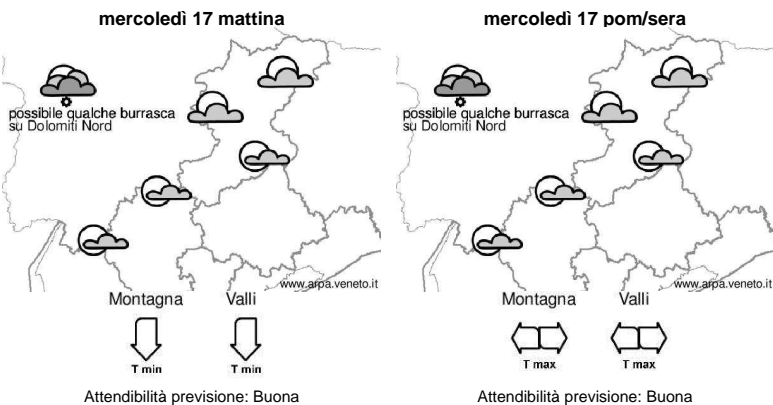 mercoledì 17 mattina
possibile qualche burrasca
su Dolomiti Nord
www.arpa.veneto.it
Montagna Valli
T min T min
Attendibilità previsione: Buona
mercoledì 17 pom/sera
possibile qualche burrasca
su Dolomiti Nord
www.arpa.veneto.it
Montagna Valli
T max T max
Attendibilità previsione: Buona